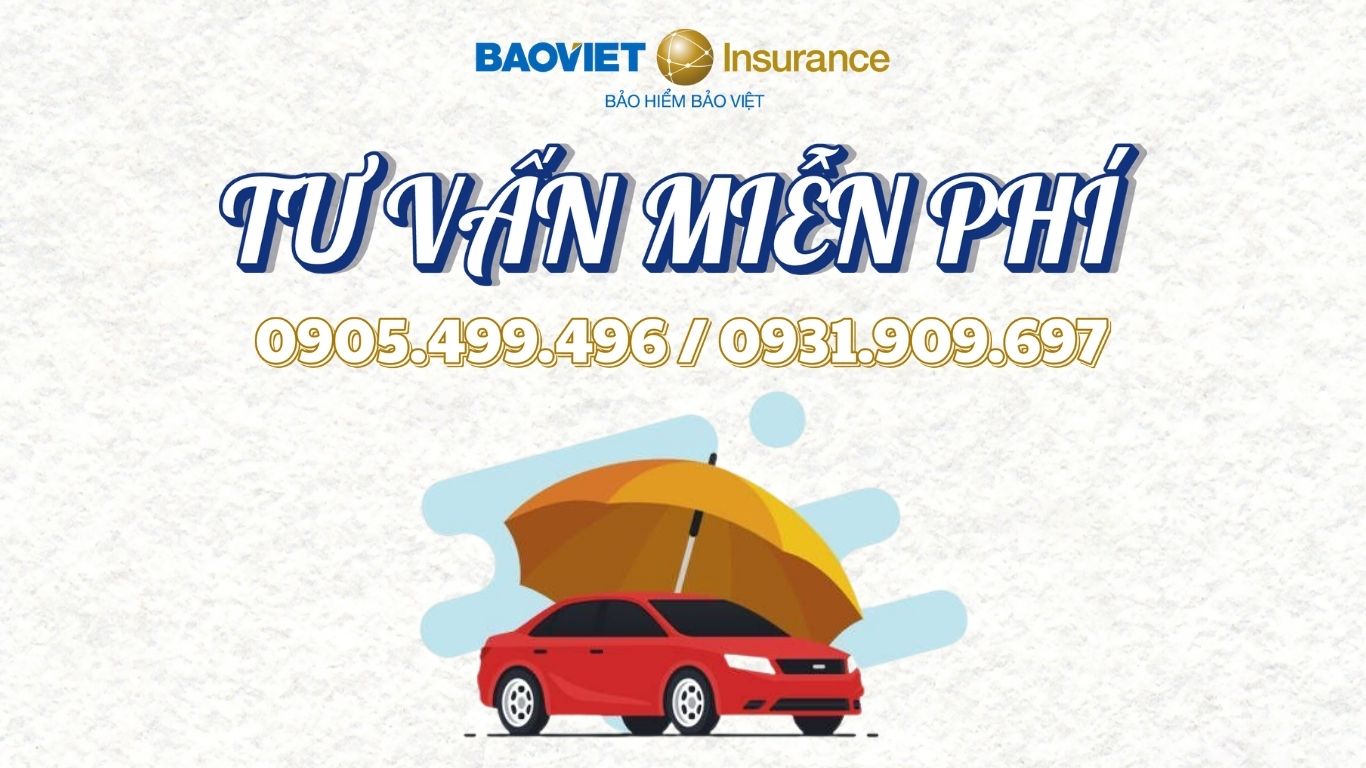 BAOVIET Insurance
BẢO HIỂM BẢO VIỆT
TƯ VẤN MIỄN PHÍ
0905.499.496 / 0931.909.697